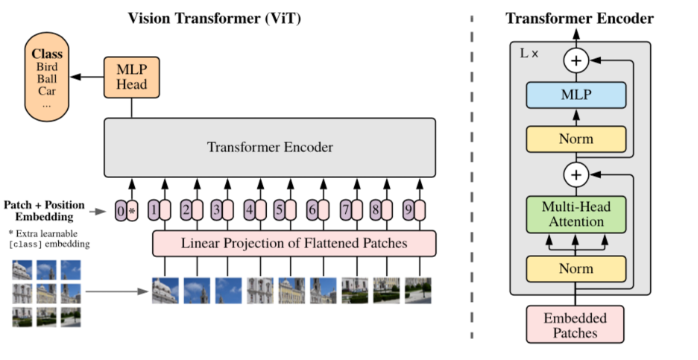 Vision Transformer (ViT)
Class
Bird
Ball
Car
...
MLP
Head
Transformer Encoder
Patch + Position
Embedding
0 * 1 2 3 4 5 6 7 8 9
* Extra learnable
[class] embedding
Linear Projection of Flattened Patches
Transformer Encoder
L ×
+
MLP
Norm
+
Multi-Head
Attention
Norm
Embedded
Patches